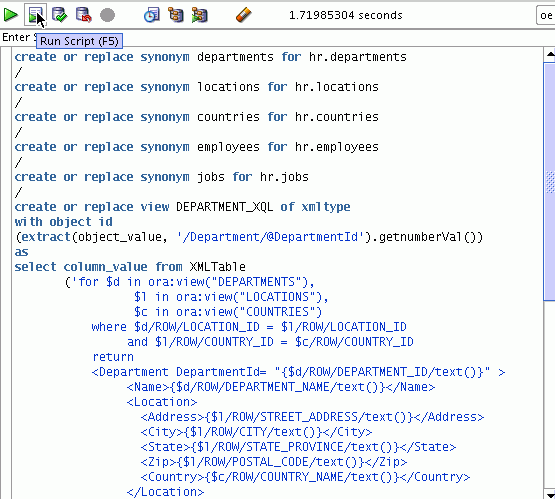 1.71985304 seconds
oe
Enter S
Run Script (F5)
create or replace synonym departments for hr.departments
/
create or replace synonym locations for hr.locations
/
create or replace synonym countries for hr.countries
/
create or replace synonym employees for hr.employees
/
create or replace synonym jobs for hr.jobs
/
create or replace view DEPARTMENT_XQL of xmltype
with object id
(extract(object_value, '/Department/@DepartmentId').getnumberVal())
as
select column_value from XMLTable
('for $d in ora:view("DEPARTMENTS"),
$l in ora:view("LOCATIONS"),
$c in ora:view("COUNTRIES")
where $d/ROW/LOCATION_ID = $l/ROW/LOCATION_ID
and $l/ROW/COUNTRY_ID = $c/ROW/COUNTRY_ID
return
<Department DepartmentId= "{$d/ROW/DEPARTMENT_ID/text()}" >
<Name>{$d/ROW/DEPARTMENT_NAME/text()}</Name>
<Location>
<Address>{$l/ROW/STREET_ADDRESS/text()}</Address>
<City>{$l/ROW/CITY/text()}</City>
<State>{$l/ROW/STATE_PROVINCE/text()}</State>
<Zip>{$l/ROW/POSTAL_CODE/text()}</Zip>
<Country>{$c/ROW/COUNTRY_NAME/text()}</Country>
</Location>